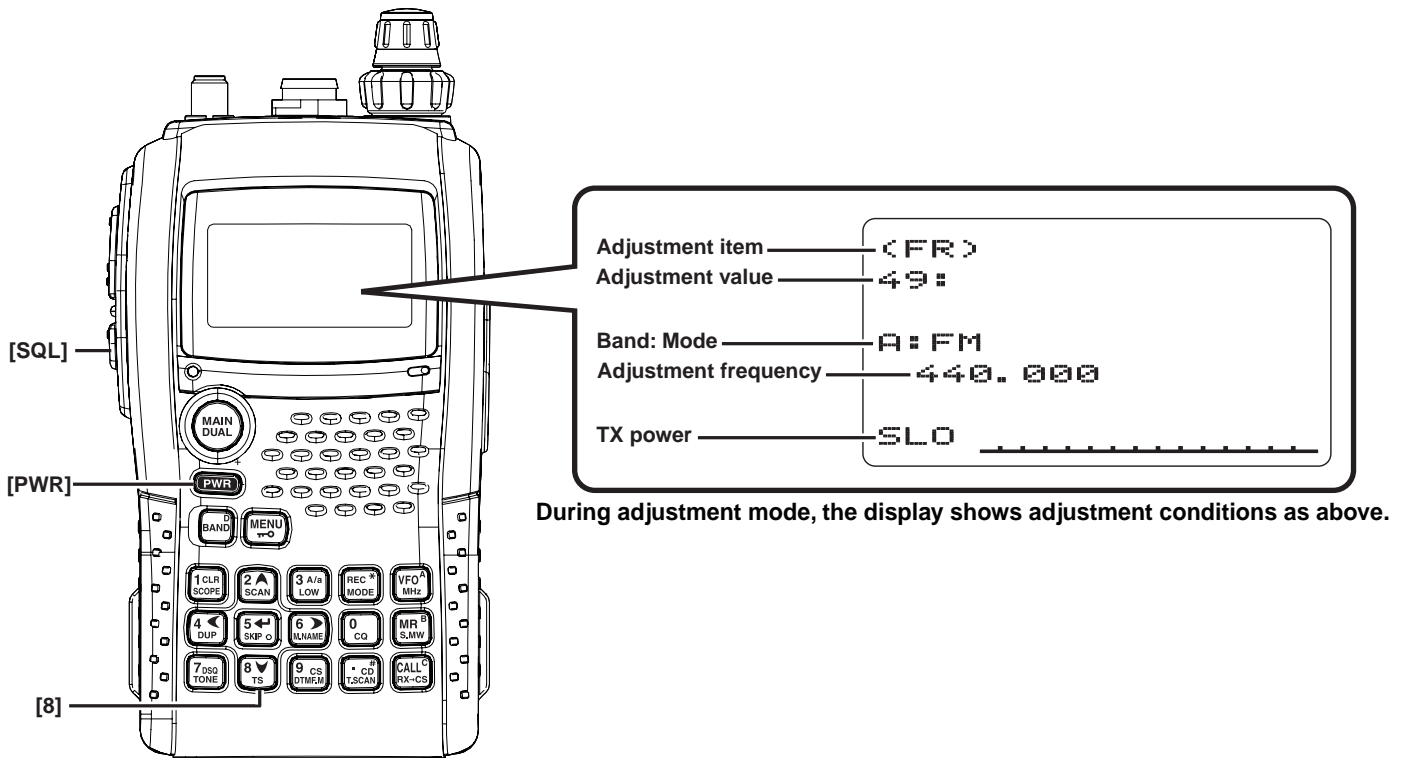 [SQL]
[PWR]
[8]
MAIN
DUAL
PWR
BAND D
MENU
1 CLR
SCOPE
2
SCAN
3 A/a
LOW
REC *
MODE
VFO A
MHz
4
DUP
5
SKIP
6
M.NAME
0
CQ
MR B
S.MW
7 DSQ
TONE
8
TS
9 CS
DTMF.M
. CD #
T.SCAN
CALL C
RX→CS
Adjustment item
<FR>
Adjustment value
49:
Band: Mode
A:FM
Adjustment frequency
440.000
TX power
SLO
During adjustment mode, the display shows adjustment conditions as above.